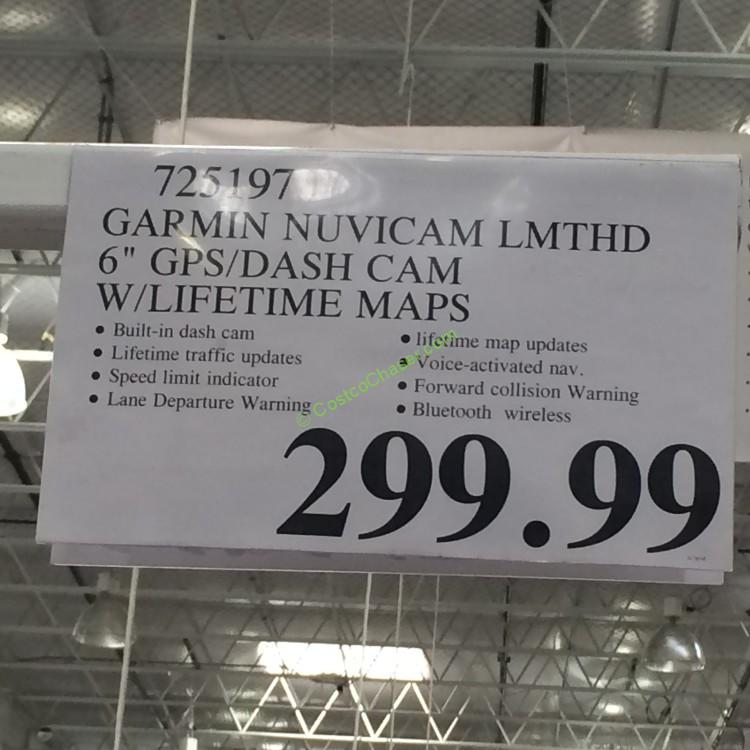 725197
GARMIN NUVICAM LMTHD
6" GPS/DASH CAM
W/LIFETIME MAPS
• Built-in dash cam
• Lifetime traffic updates
• Speed limit indicator
• Lane Departure Warning
• lifetime map updates
• Voice-activated nav.
• Forward collision Warning
• Bluetooth wireless
© CostcoChaser.com
299.99